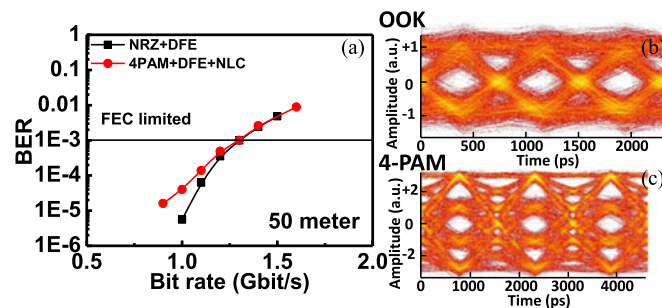 (a)
NRZ+DFE
4PAM+DFE+NLC
1
0.1
0.01
1E-3
1E-4
1E-5
1E-6
BER
FEC limited
50 meter
0.5 1.0 1.5 2.0
Bit rate (Gbit/s)
OOK
(b)
Amplitude (a.u.)
+1
0
-1
0 500 1000 1500 2000
Time (ps)
4-PAM
(c)
Amplitude (a.u.)
+2
0
-2
0 1000 2000 3000 4000
Time (ps)